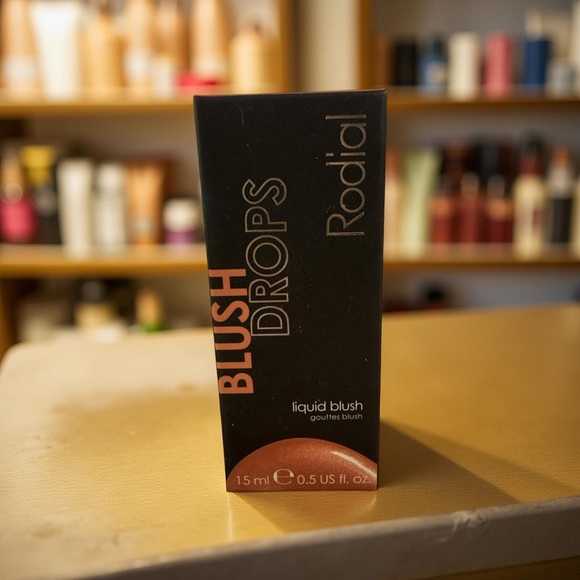 Rodial
BLUSH
DROPS
liquid blush
gouttes blush
15 ml ℮ 0.5 US fl. oz.